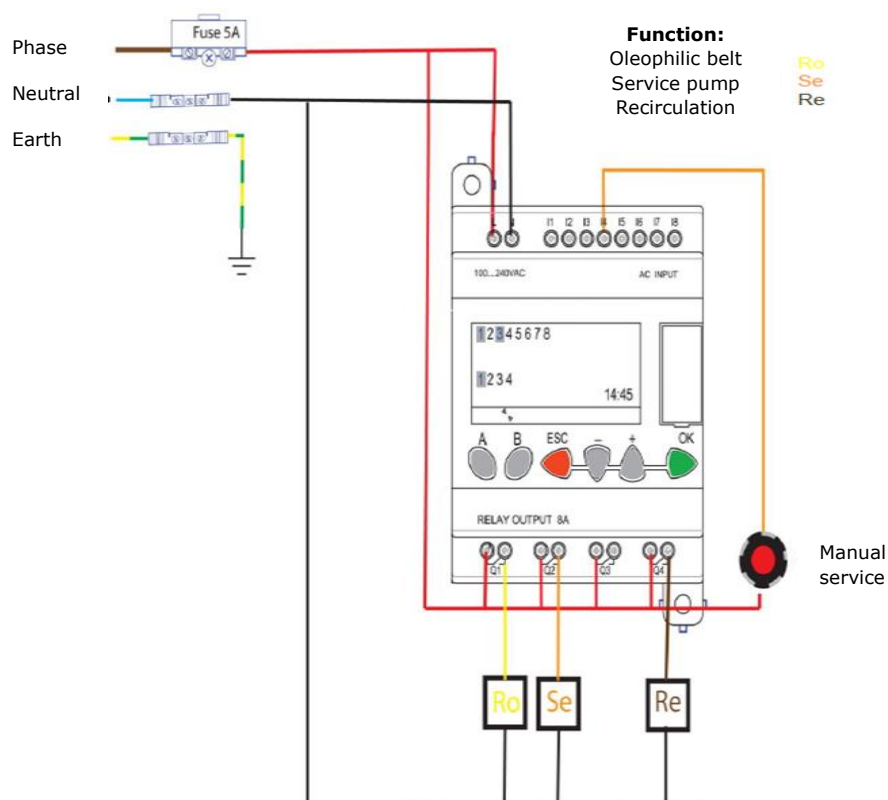 Fuse 5A
Phase
Neutral
Earth
Function:
Oleophilic belt Ro
Service pump Se
Recirculation Re
L N I1 I2 I3 I4 I5 I6 I7 I8
100....240VAC AC INPUT
12345678
1234
14:45
A B ESC – + OK
RELAY OUTPUT 8A
Q1 Q2 Q3 Q4
Manual
service
Ro Se Re